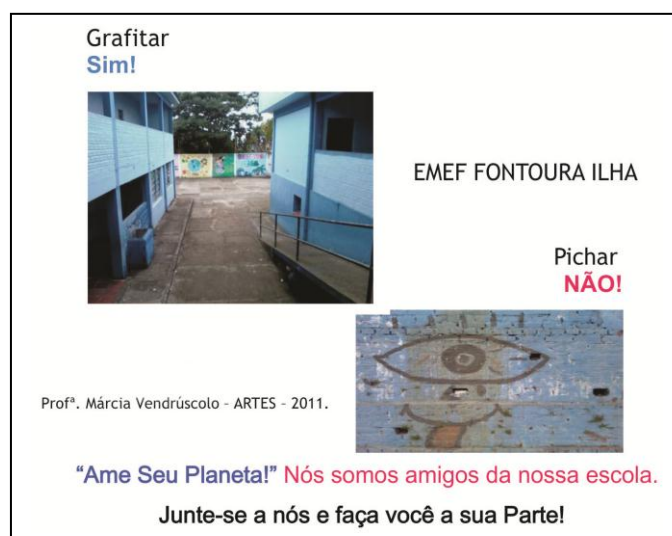 Grafitar
Sim!
EMEF FONTOURA ILHA
Pichar
NÃO!
Profª. Márcia Vendrúscolo – ARTES – 2011.
“Ame Seu Planeta!” Nós somos amigos da nossa escola.
Junte-se a nós e faça você a sua Parte!